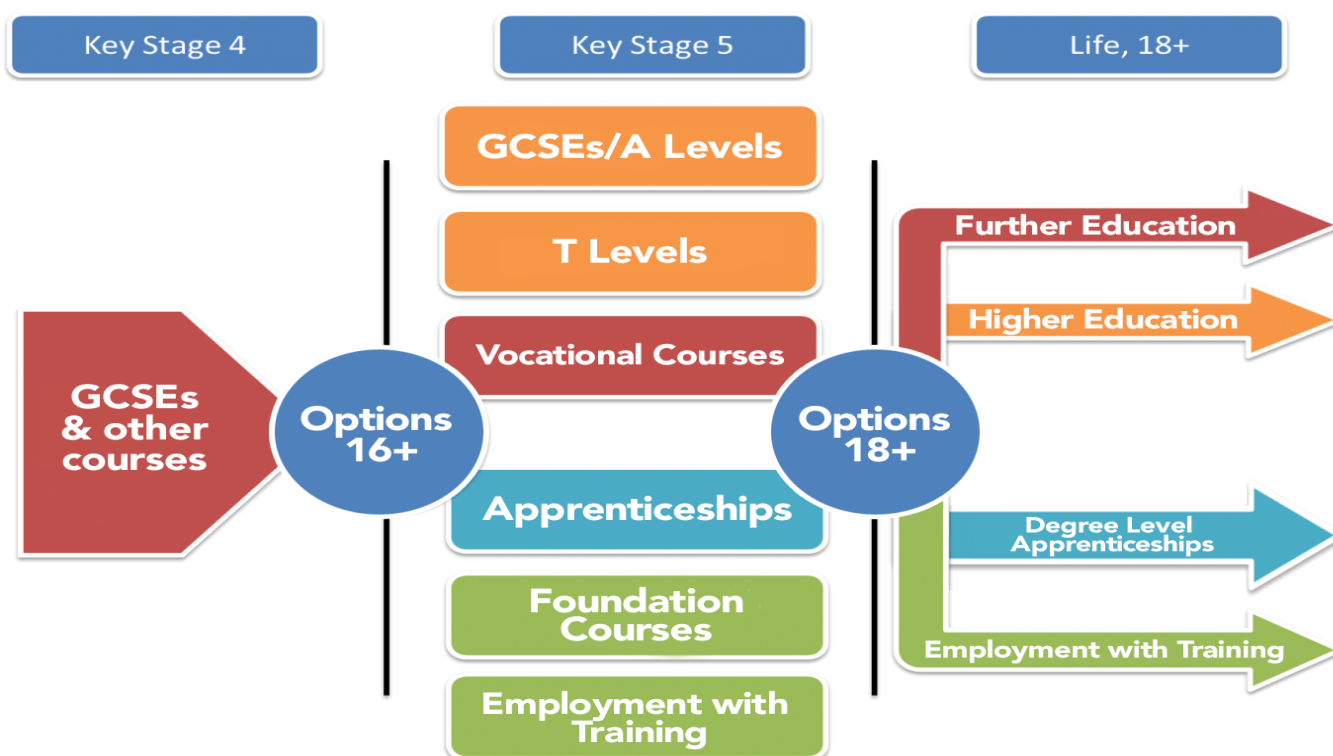 Key Stage 4
Key Stage 5
Life, 18+
GCSEs
& other
courses
Options
16+
GCSEs/A Levels
T Levels
Vocational Courses
Apprenticeships
Foundation
Courses
Employment with
Training
Options
18+
Further Education
Higher Education
Degree Level
Apprenticeships
Employment with Training